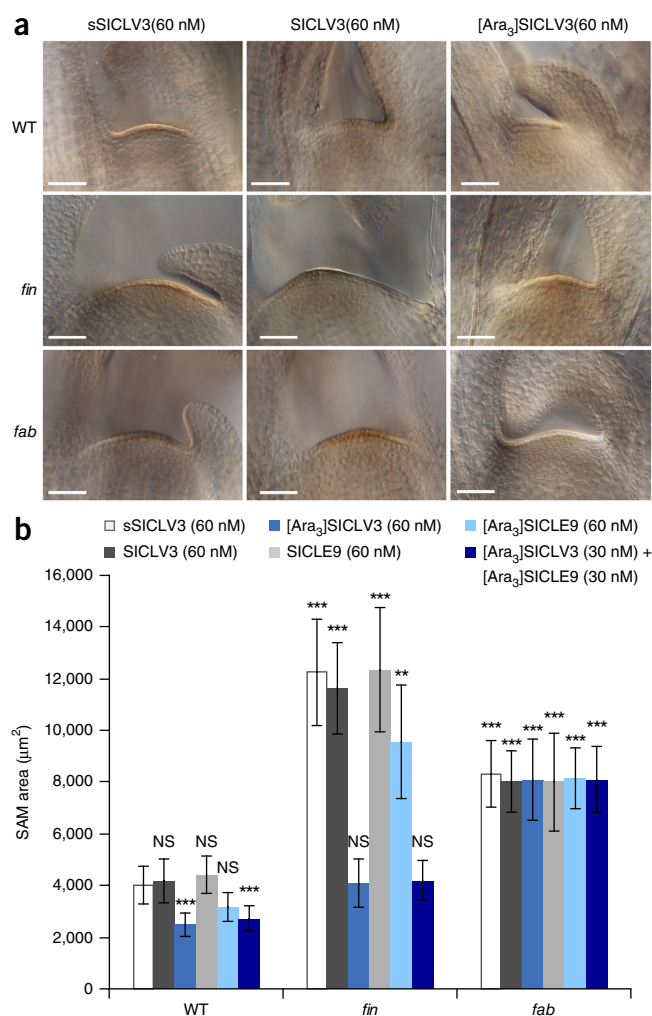 a
sSlCLV3(60 nM) SlCLV3(60 nM) [Ara3]SlCLV3(60 nM)
WT
fin
fab
b
sSlCLV3 (60 nM) [Ara3]SlCLV3 (60 nM) [Ara3]SlCLE9 (60 nM)
SlCLV3 (60 nM) SlCLE9 (60 nM) [Ara3]SlCLV3 (30 nM) +
[Ara3]SlCLE9 (30 nM)
16,000
14,000
12,000
10,000
8,000
6,000
4,000
2,000
0
SAM area (μm²)
NS *** NS NS ***
*** *** NS *** ** NS
*** *** *** *** *** ***
WT fin fab